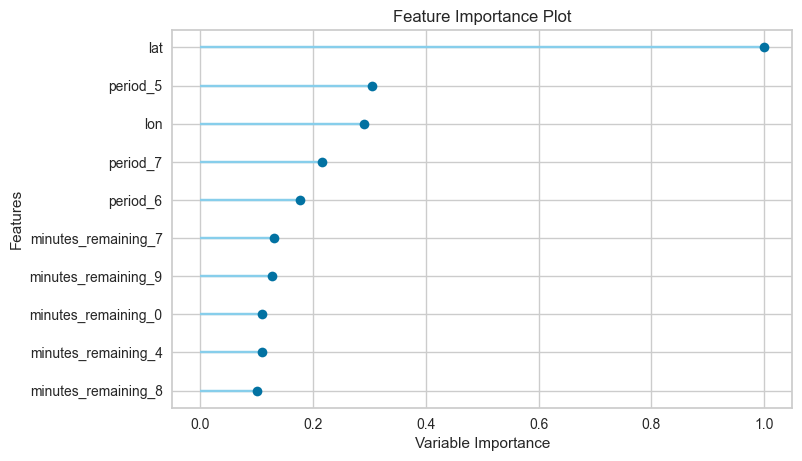 Feature Importance Plot
Features
lat
period_5
lon
period_7
period_6
minutes_remaining_7
minutes_remaining_9
minutes_remaining_0
minutes_remaining_4
minutes_remaining_8
0.0 0.2 0.4 0.6 0.8 1.0
Variable Importance